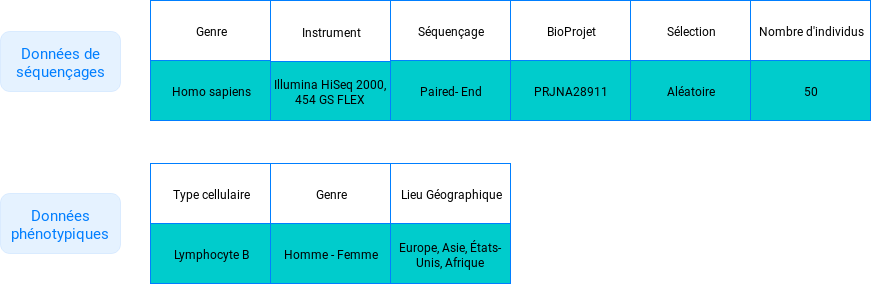 Données de
séquençages
Genre
Instrument
Séquençage
BioProjet
Sélection
Nombre d'individus
Homo sapiens
Illumina HiSeq 2000,
454 GS FLEX
Paired- End
PRJNA28911
Aléatoire
50
Données
phénotypiques
Type cellulaire
Genre
Lieu Géographique
Lymphocyte B
Homme - Femme
Europe, Asie, États-
Unis, Afrique